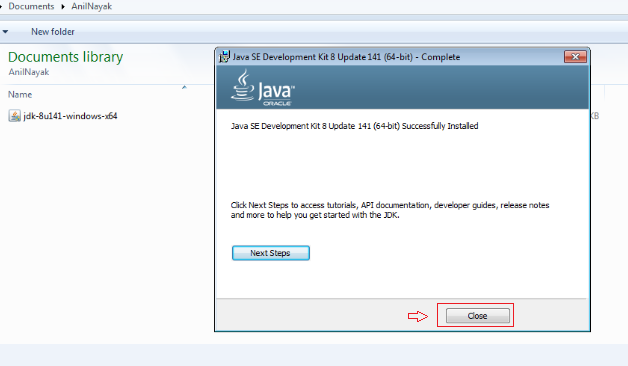 Documents ▸ AnilNayak
New folder
Documents library
AnilNayak
Name
jdk-8u141-windows-x64
KB
Java SE Development Kit 8 Update 141 (64-bit) - Complete
Java™
ORACLE
Java SE Development Kit 8 Update 141 (64-bit) Successfully Installed
Click Next Steps to access tutorials, API documentation, developer guides, release notes
and more to help you get started with the JDK.
Next Steps
Close